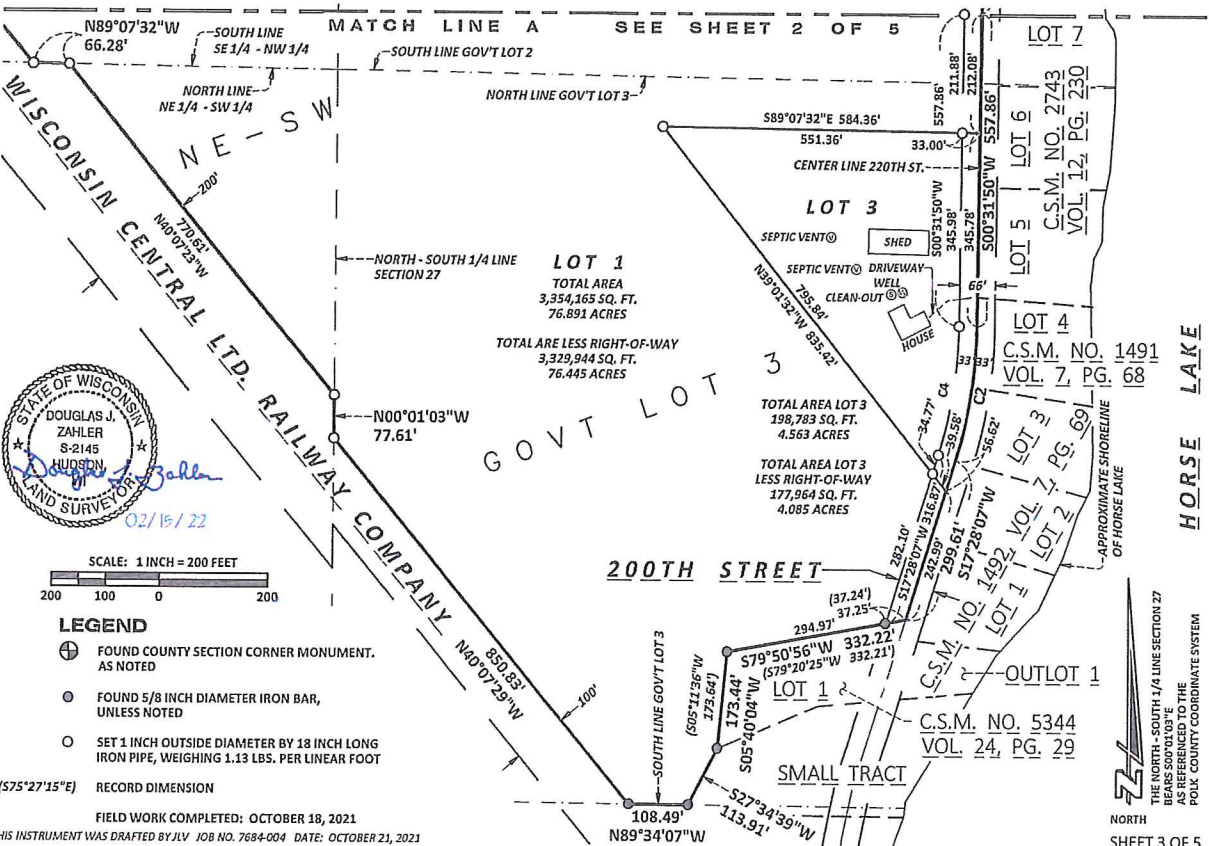 MATCH LINE A SEE SHEET 2 OF 5
N89°07'32"W
66.28'
SOUTH LINE
SE 1/4 - NW 1/4
SOUTH LINE GOV'T LOT 2
NORTH LINE
NE 1/4 - SW 1/4
NORTH LINE GOV'T LOT 3
NE - SW
WISCONSIN CENTRAL LTD. RAILWAY COMPANY
200'
770.61'
N40°07'23"W
NORTH - SOUTH 1/4 LINE
SECTION 27
LOT 1
TOTAL AREA
3,354,165 SQ. FT.
76.891 ACRES
TOTAL ARE LESS RIGHT-OF-WAY
3,329,944 SQ. FT.
76.445 ACRES
N00°01'03"W
77.61'
GOVT LOT 3
S89°07'32"E 584.36'
551.36'
33.00'
CENTER LINE 220TH ST.
557.86'
211.88'
212.08'
S00°31'50"W 557.86'
LOT 3
SEPTIC VENT
SHED
SEPTIC VENT
DRIVEWAY
WELL
CLEAN-OUT
HOUSE
S00°31'50"W
345.98'
345.78'
66'
33' 33'
N39°01'32"W 835.42'
795.84'
TOTAL AREA LOT 3
198,783 SQ. FT.
4.563 ACRES
TOTAL AREA LOT 3
LESS RIGHT-OF-WAY
177,964 SQ. FT.
4.085 ACRES
34.77'
C4
39.58'
C2
56.62'
LOT 7
LOT 6
LOT 5
C.S.M. NO. 2743
VOL. 12, PG. 230
LOT 4
C.S.M. NO. 1491
VOL. 7, PG. 68
LOT 3
LOT 2
LOT 1
C.S.M. NO. 1492, VOL. 7, PG. 69
APPROXIMATE SHORELINE
OF HORSE LAKE
HORSE LAKE
200TH STREET
282.10'
S17°28'07"W 316.87'
242.99'
299.61'
S17°28'07"W
(37.24')
37.25'
294.97'
S79°50'56"W 332.22'
(S79°20'25"W 332.21')
(S05°11'36"W
173.64')
173.44'
S05°40'04"W
LOT 1
OUTLOT 1
C.S.M. NO. 5344
VOL. 24, PG. 29
SMALL TRACT
S27°34'39"W
113.91'
SOUTH LINE GOV'T LOT 3
108.49'
N89°34'07"W
850.83'
N40°07'29"W
100'
STATE OF WISCONSIN
DOUGLAS J.
ZAHLER
S-2145
HUDSON,
WI
LAND SURVEYOR
Douglas J. Zahler
02/15/22
SCALE: 1 INCH = 200 FEET
200 100 0 200
LEGEND
FOUND COUNTY SECTION CORNER MONUMENT.
AS NOTED
FOUND 5/8 INCH DIAMETER IRON BAR,
UNLESS NOTED
SET 1 INCH OUTSIDE DIAMETER BY 18 INCH LONG
IRON PIPE, WEIGHING 1.13 LBS. PER LINEAR FOOT
(S75°27'15"E) RECORD DIMENSION
FIELD WORK COMPLETED: OCTOBER 18, 2021
HIS INSTRUMENT WAS DRAFTED BY JLV JOB NO. 7684-004 DATE: OCTOBER 21, 2021
THE NORTH - SOUTH 1/4 LINE SECTION 27
BEARS S00°01'03"E
AS REFERENCED TO THE
POLK COUNTY COORDINATE SYSTEM
NORTH
SHEET 3 OF 5